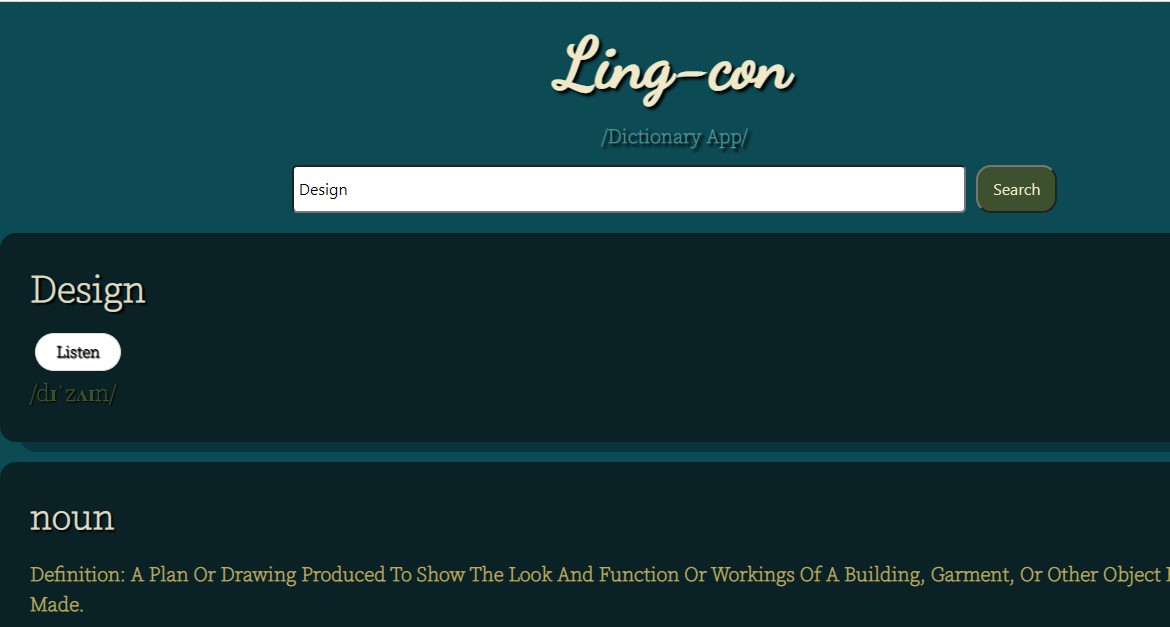 Ling-con
/Dictionary App/
Design
Search
Design
Listen
/dɪˈzʌɪn/
noun
Definition: A Plan Or Drawing Produced To Show The Look And Function Or Workings Of A Building, Garment, Or Other Object
Made.